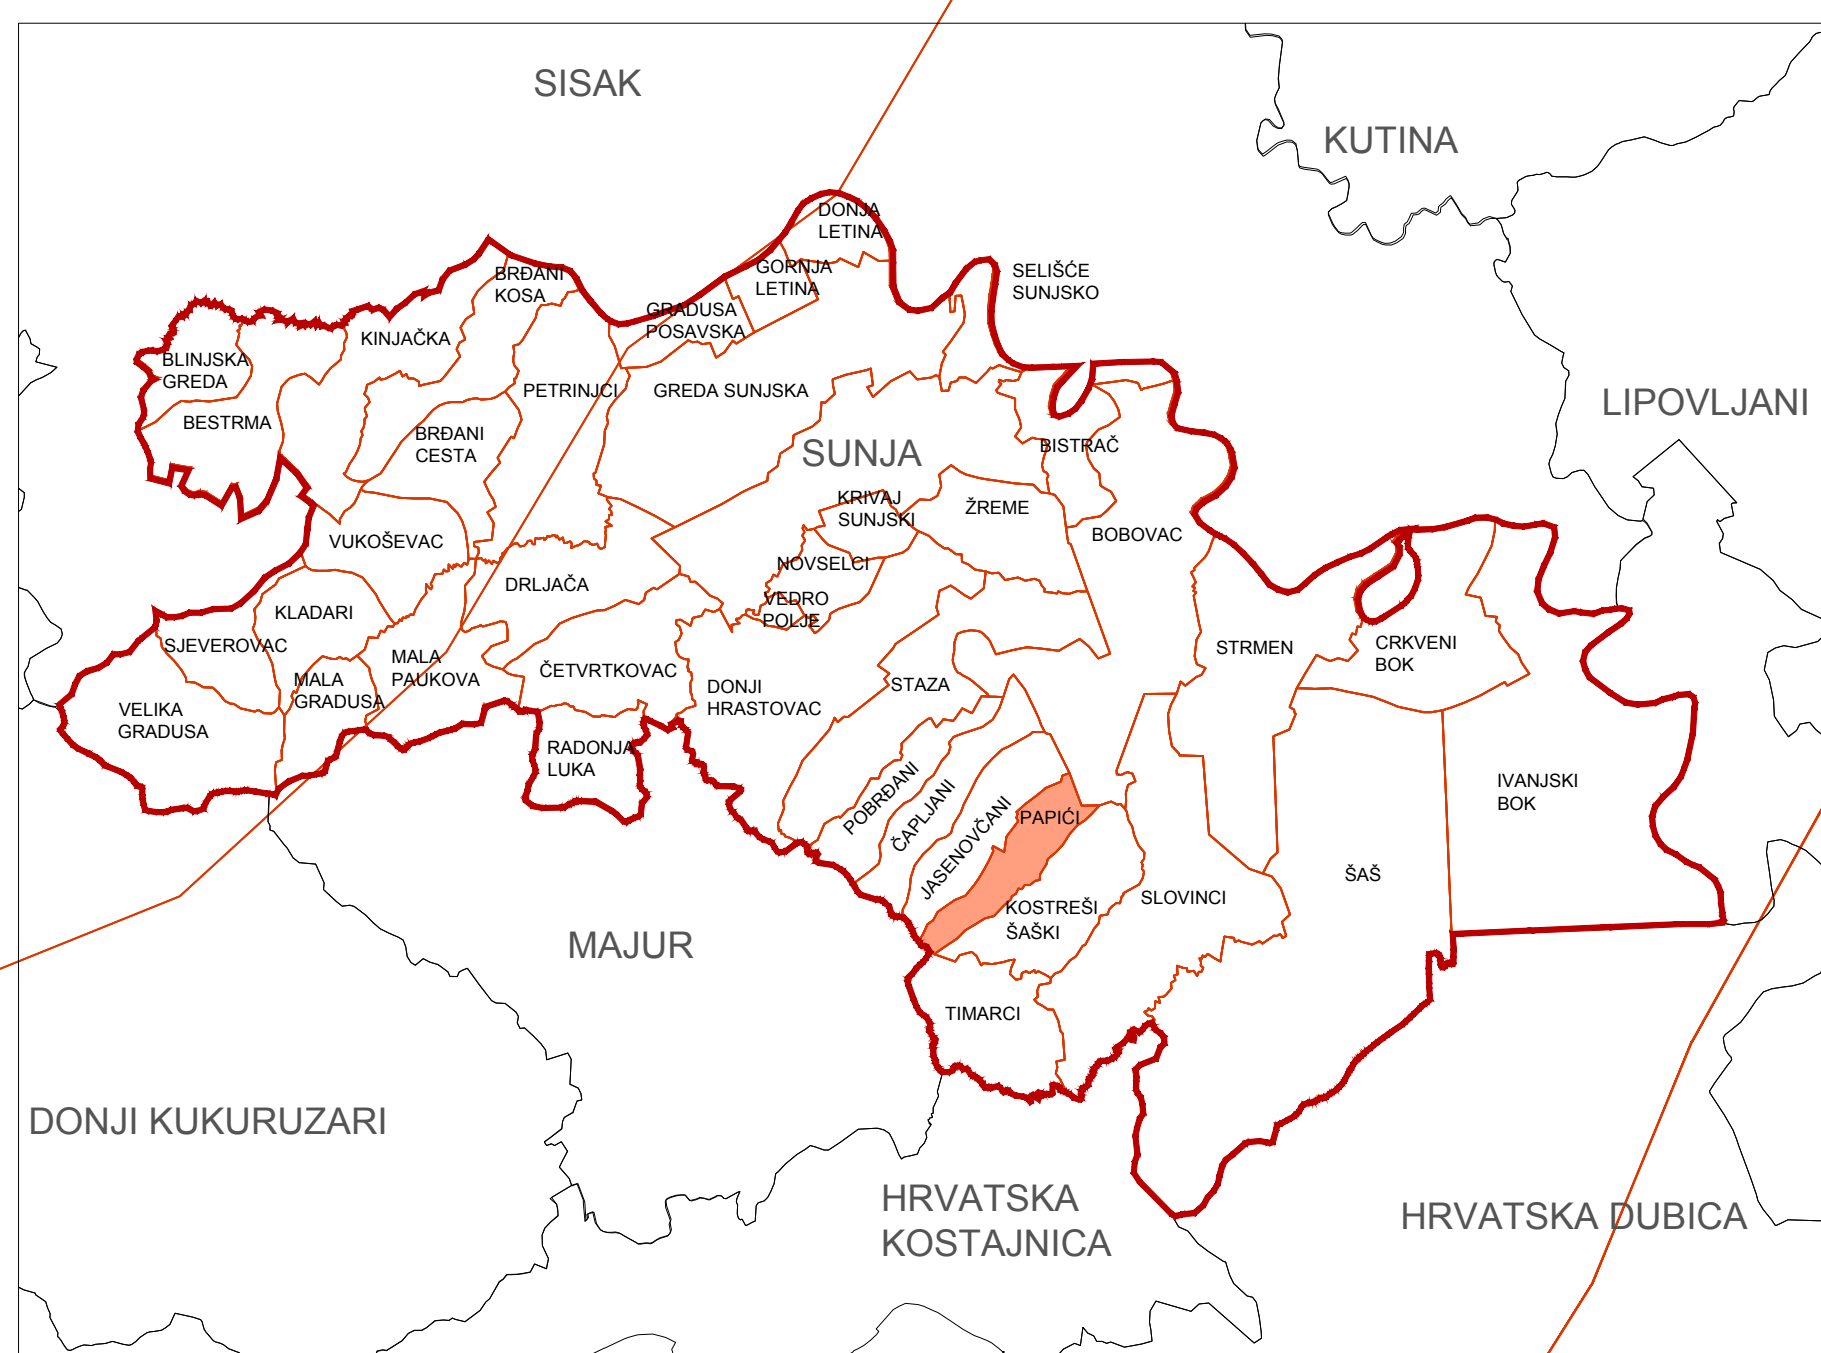 SISAK
KUTINA
DONJA
LETINA
GORNJA
LETINA
SELIŠĆE
SUNJSKO
BRĐANI
KOSA
GRADUSA
POSAVSKA
KINJAČKA
BLINJSKA
GREDA
PETRINJCI
GREDA SUNJSKA
LIPOVLJANI
BESTRMA
BRĐANI
CESTA
SUNJA
BISTRAČ
KRIVAJ
SUNJSKI
ŽREME
BOBOVAC
VUKOŠEVAC
NOVSELCI
DRLJAČA
VEDRO
POLJE
KLADARI
SJEVEROVAC
STRMEN
CRKVENI
BOK
MALA
PAUKOVA
ČETVRTKOVAC
MALA
GRADUSA
DONJI
HRASTOVAC
STAZA
VELIKA
GRADUSA
RADONJA
LUKA
IVANJSKI
BOK
POBRĐANI
ČAPLJANI
JASENOVČANI
PAPIĆI
ŠAŠ
SLOVINCI
KOSTREŠI
ŠAŠKI
MAJUR
TIMARCI
DONJI KUKURUZARI
HRVATSKA
KOSTAJNICA
HRVATSKA DUBICA